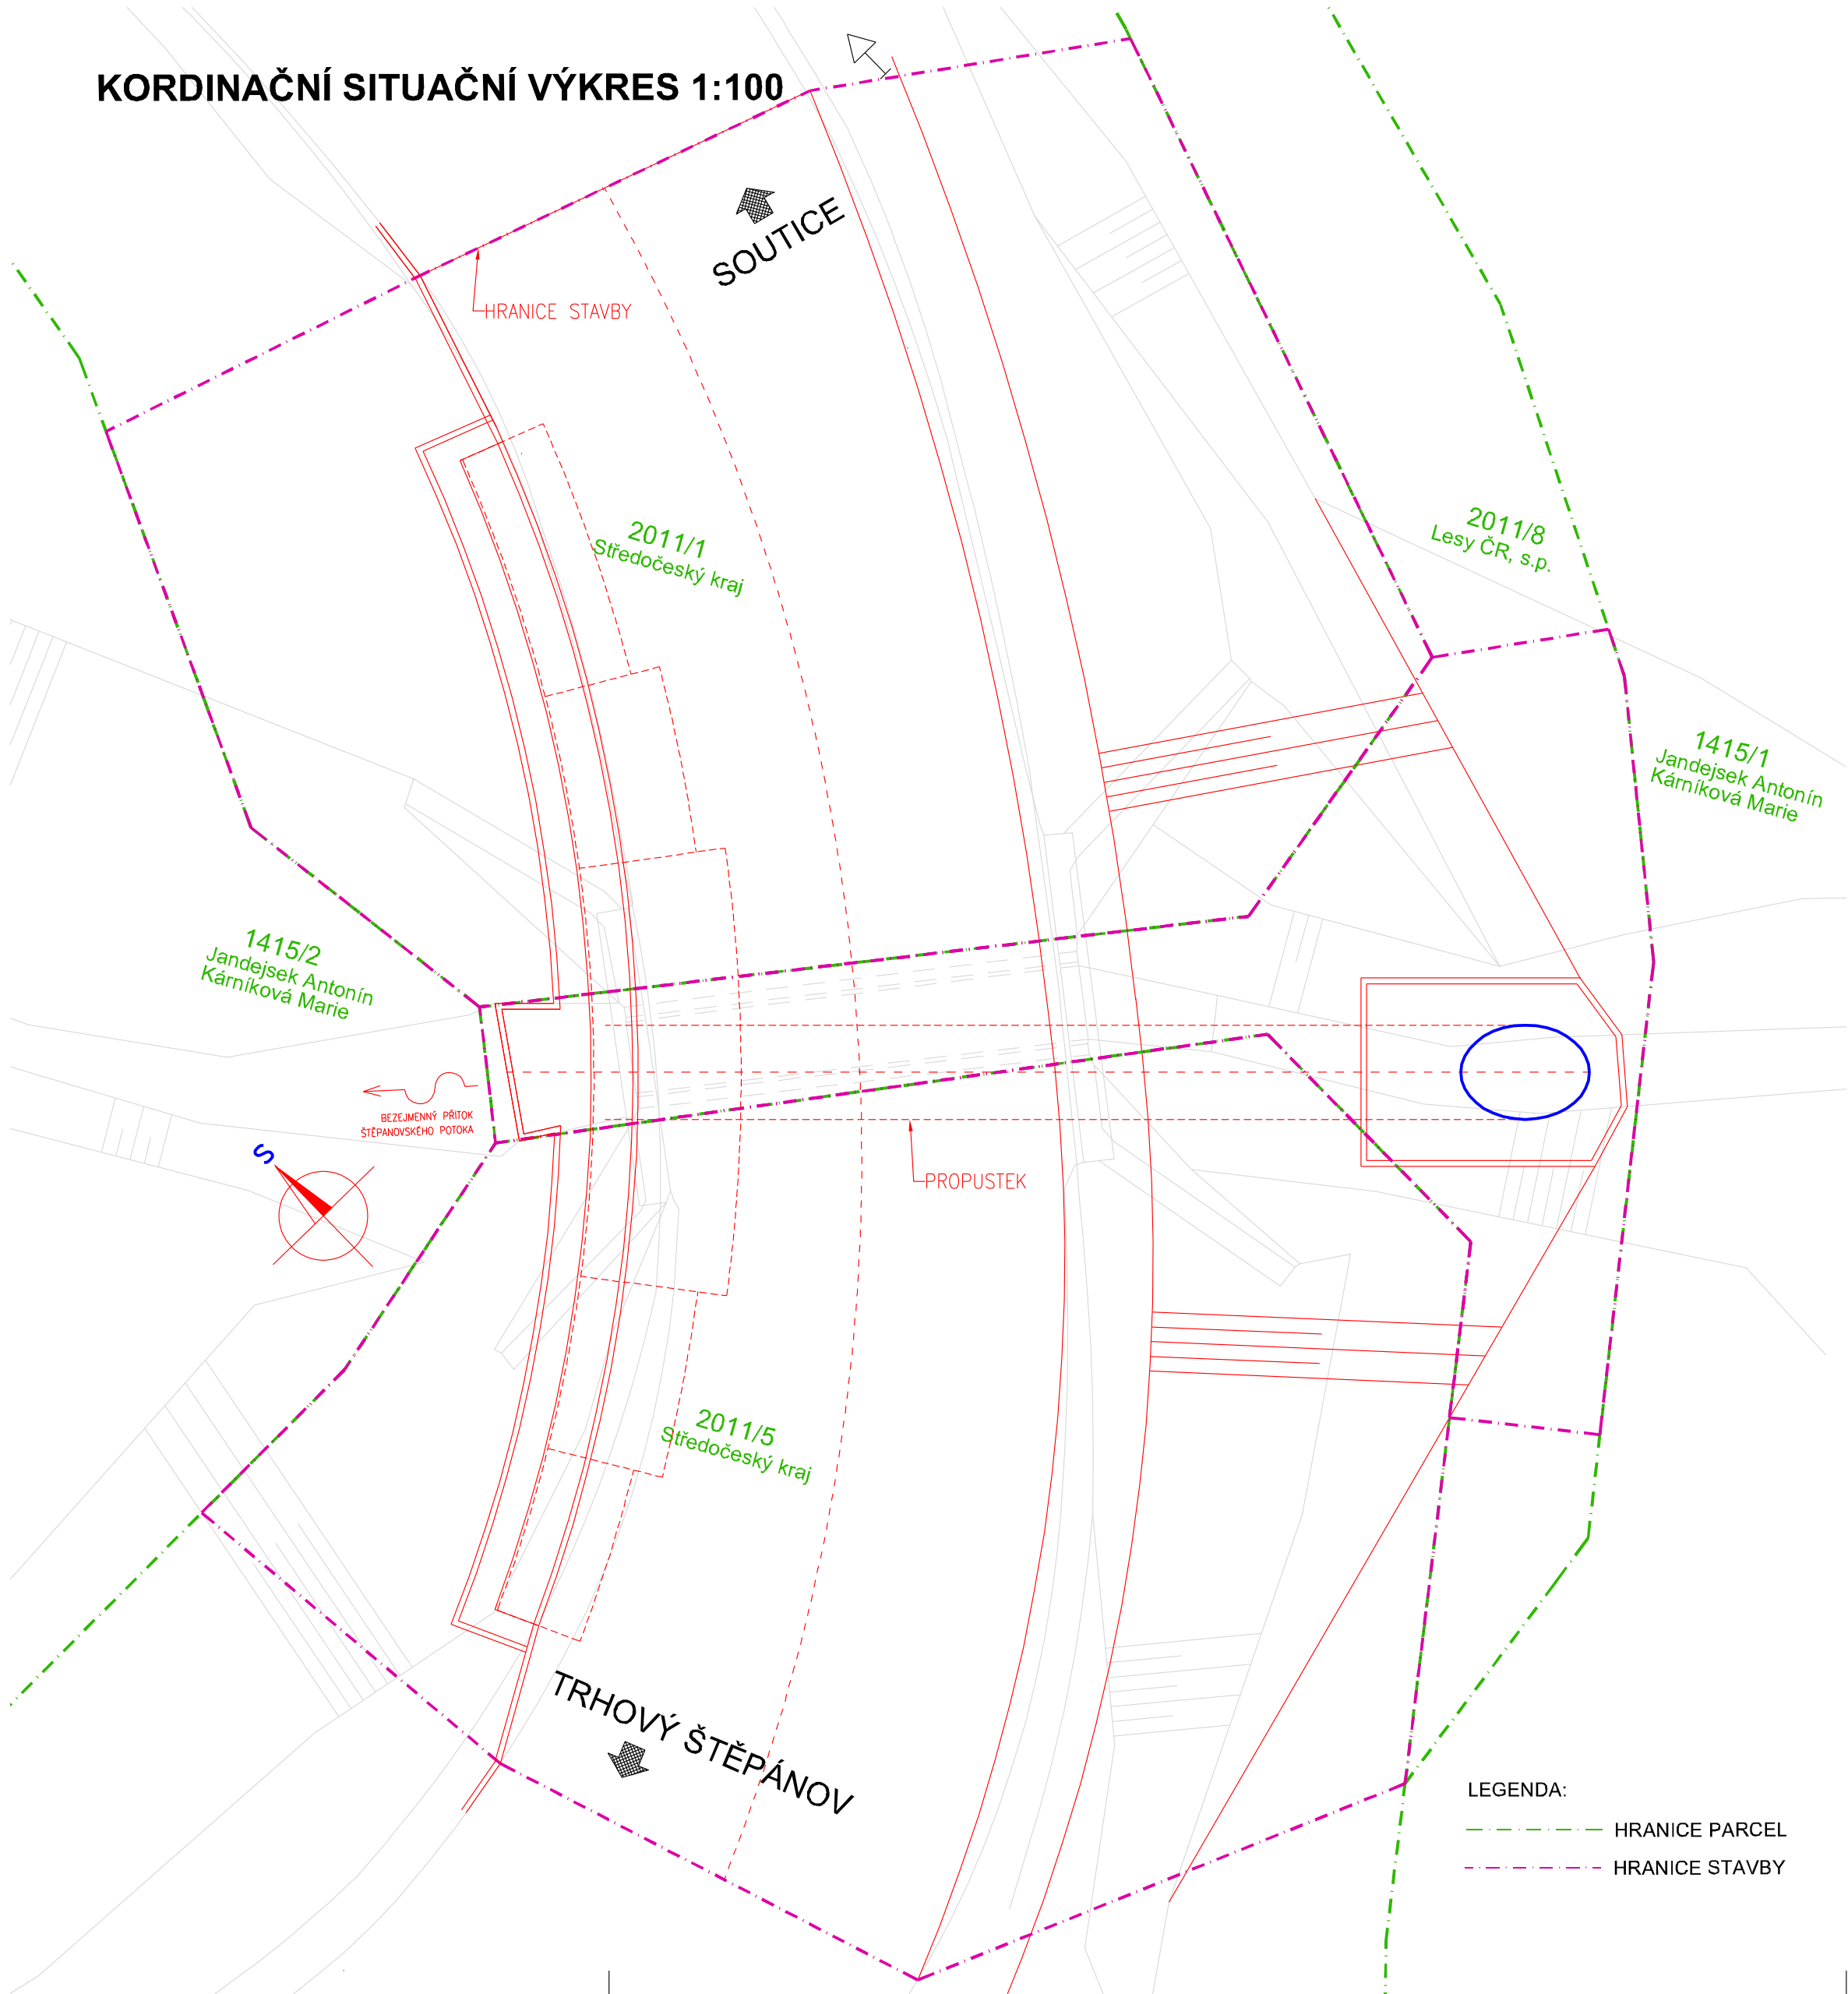 KORDINAČNÍ SITUAČNÍ VÝKRES 1:100
SOUTICE
HRANICE STAVBY
2011/1
Středočeský kraj
2011/8
Lesy ČR, s.p.
1415/1
Jandejsek Antonín
Kárníková Marie
1415/2
Jandejsek Antonín
Kárníková Marie
BEZEJMENNÝ PŘÍTOK
ŠTĚPANOVSKÉHO POTOKA
S
PROPUSTEK
2011/5
Středočeský kraj
TRHOVÝ ŠTĚPÁNOV
LEGENDA:
HRANICE PARCEL
HRANICE STAVBY